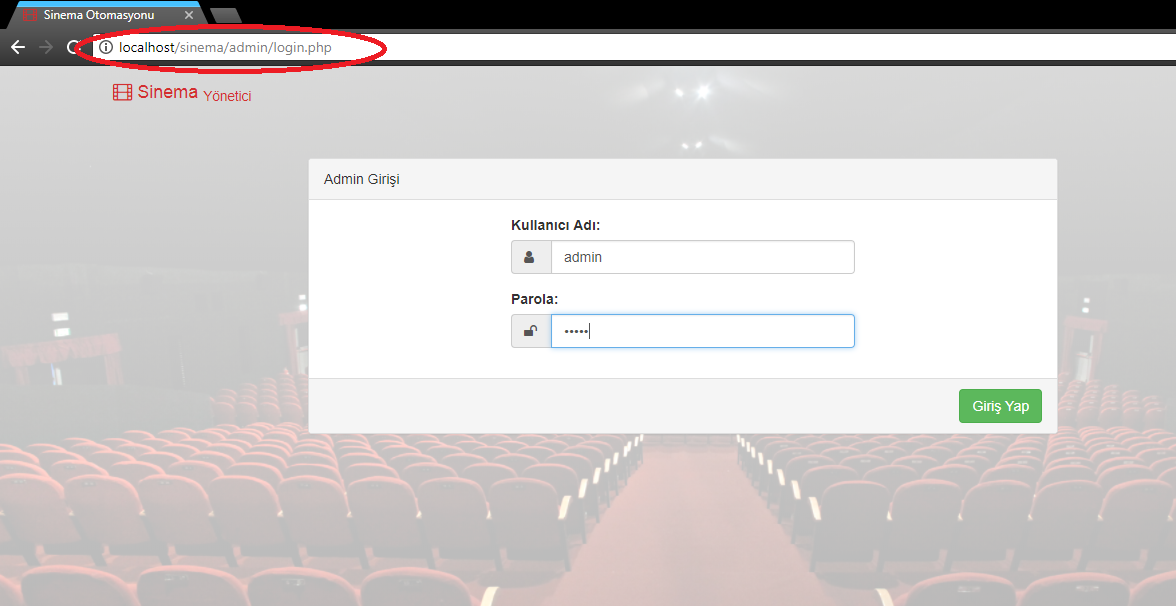 Sinema Otomasyonu
localhost/sinema/admin/login.php
Sinema Yönetici
Admin Girişi
Kullanıcı Adı:
admin
Parola:
•••••
Giriş Yap